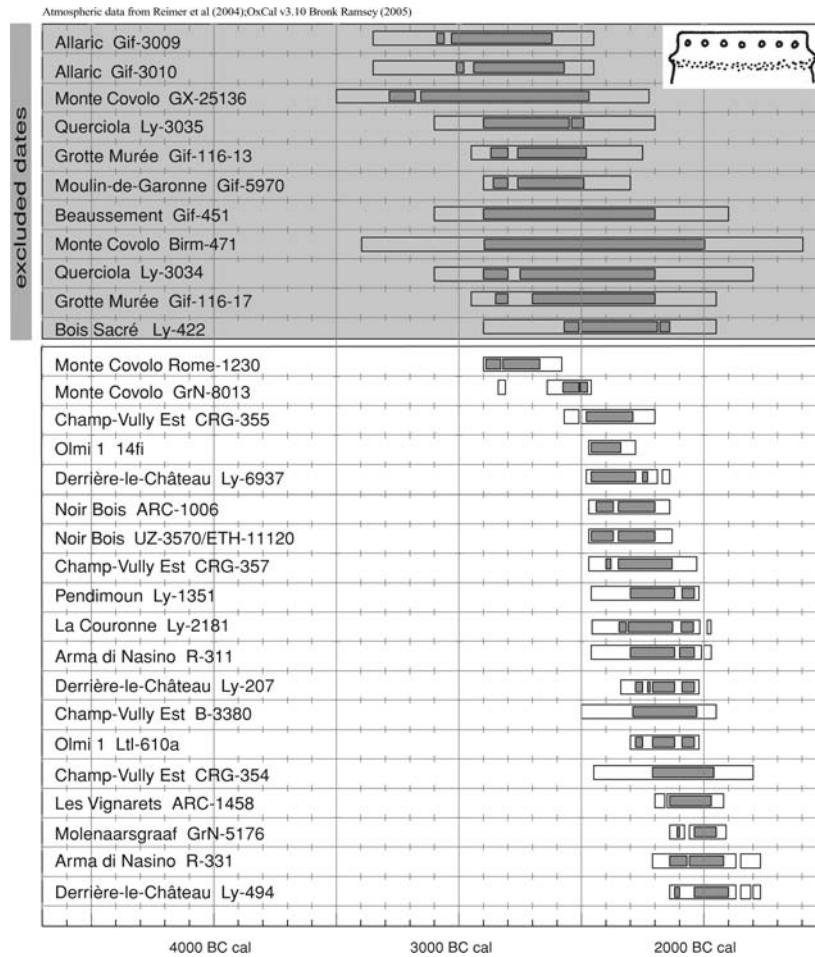 Atmospheric data from Reimer et al (2004);OxCal v3.10 Bronk Ramsey (2005)
excluded dates
Allaric Gif-3009
Allaric Gif-3010
Monte Covolo GX-25136
Querciola Ly-3035
Grotte Murée Gif-116-13
Moulin-de-Garonne Gif-5970
Beaussement Gif-451
Monte Covolo Birm-471
Querciola Ly-3034
Grotte Murée Gif-116-17
Bois Sacré Ly-422
Monte Covolo Rome-1230
Monte Covolo GrN-8013
Champ-Vully Est CRG-355
Olmi 1 14fi
Derrière-le-Château Ly-6937
Noir Bois ARC-1006
Noir Bois UZ-3570/ETH-11120
Champ-Vully Est CRG-357
Pendimoun Ly-1351
La Couronne Ly-2181
Arma di Nasino R-311
Derrière-le-Château Ly-207
Champ-Vully Est B-3380
Olmi 1 Ltl-610a
Champ-Vully Est CRG-354
Les Vignarets ARC-1458
Molenaarsgraaf GrN-5176
Arma di Nasino R-331
Derrière-le-Château Ly-494
4000 BC cal 3000 BC cal 2000 BC cal